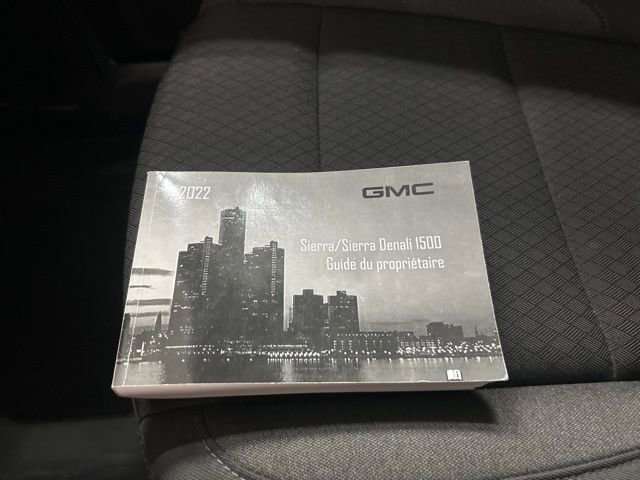 2022
GMC
Sierra/Sierra Denali 1500
Guide du propriétaire